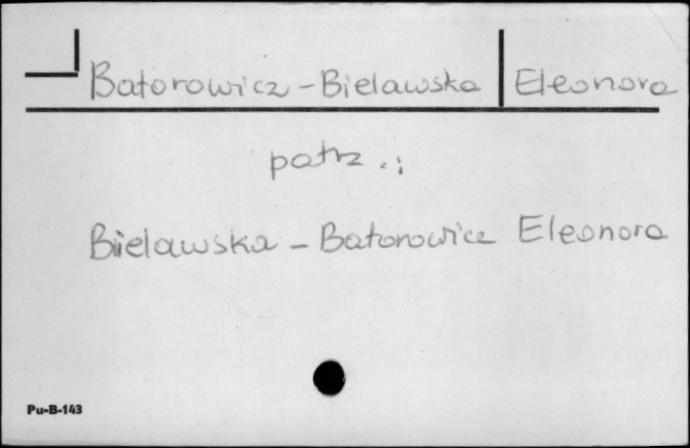 Batorowicz - Bielawska Eleonora
patrz .;
Bielawska - Batorowicz Eleonora
Pu-B-143